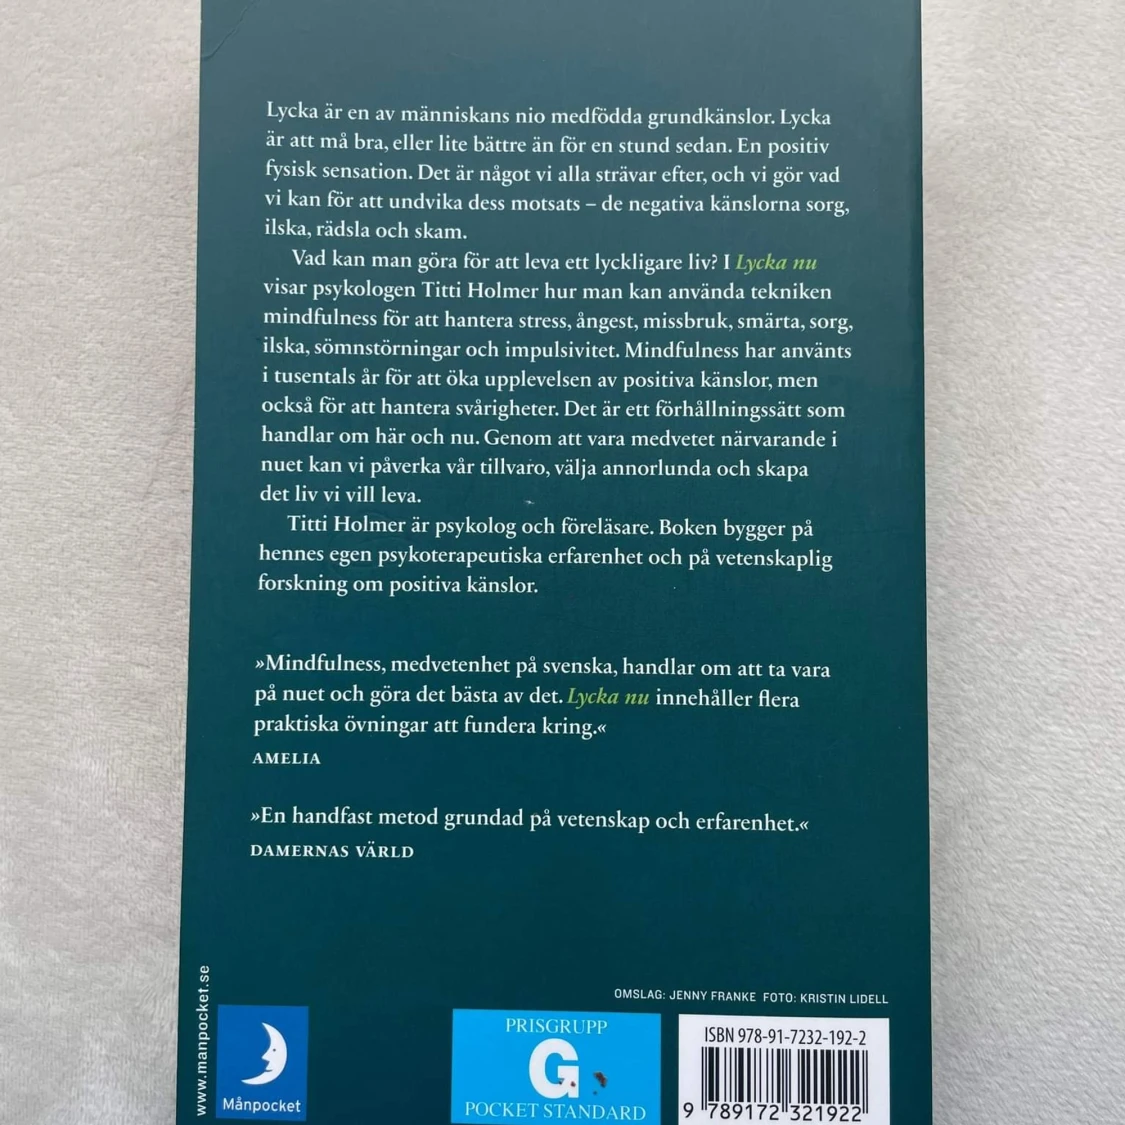 Lycka är en av människans nio medfödda grundkänslor. Lycka
är att må bra, eller lite bättre än för en stund sedan. En positiv
fysisk sensation. Det är något vi alla strävar efter, och vi gör vad
vi kan för att undvika dess motsats – de negativa känslorna sorg,
ilska, rädsla och skam.
Vad kan man göra för att leva ett lyckligare liv? I Lycka nu
visar psykologen Titti Holmer hur man kan använda tekniken
mindfulness för att hantera stress, ångest, missbruk, smärta, sorg,
ilska, sömnstörningar och impulsivitet. Mindfulness har använts
i tusentals år för att öka upplevelsen av positiva känslor, men
också för att hantera svårigheter. Det är ett förhållningssätt som
handlar om här och nu. Genom att vara medvetet närvarande i
nuet kan vi påverka vår tillvaro, välja annorlunda och skapa
det liv vi vill leva.
Titti Holmer är psykolog och föreläsare. Boken bygger på
hennes egen psykoterapeutiska erfarenhet och på vetenskaplig
forskning om positiva känslor.
»Mindfulness, medvetenhet på svenska, handlar om att ta vara
på nuet och göra det bästa av det. Lycka nu innehåller flera
praktiska övningar att fundera kring.«
AMELIA
»En handfast metod grundad på vetenskap och erfarenhet.«
DAMERNAS VÄRLD
OMSLAG: JENNY FRANKE FOTO: KRISTIN LIDELL
www.manpocket.se
Månpocket
PRISGRUPP
G
POCKET STANDARD
ISBN 978-91-7232-192-2
9 789172 321922